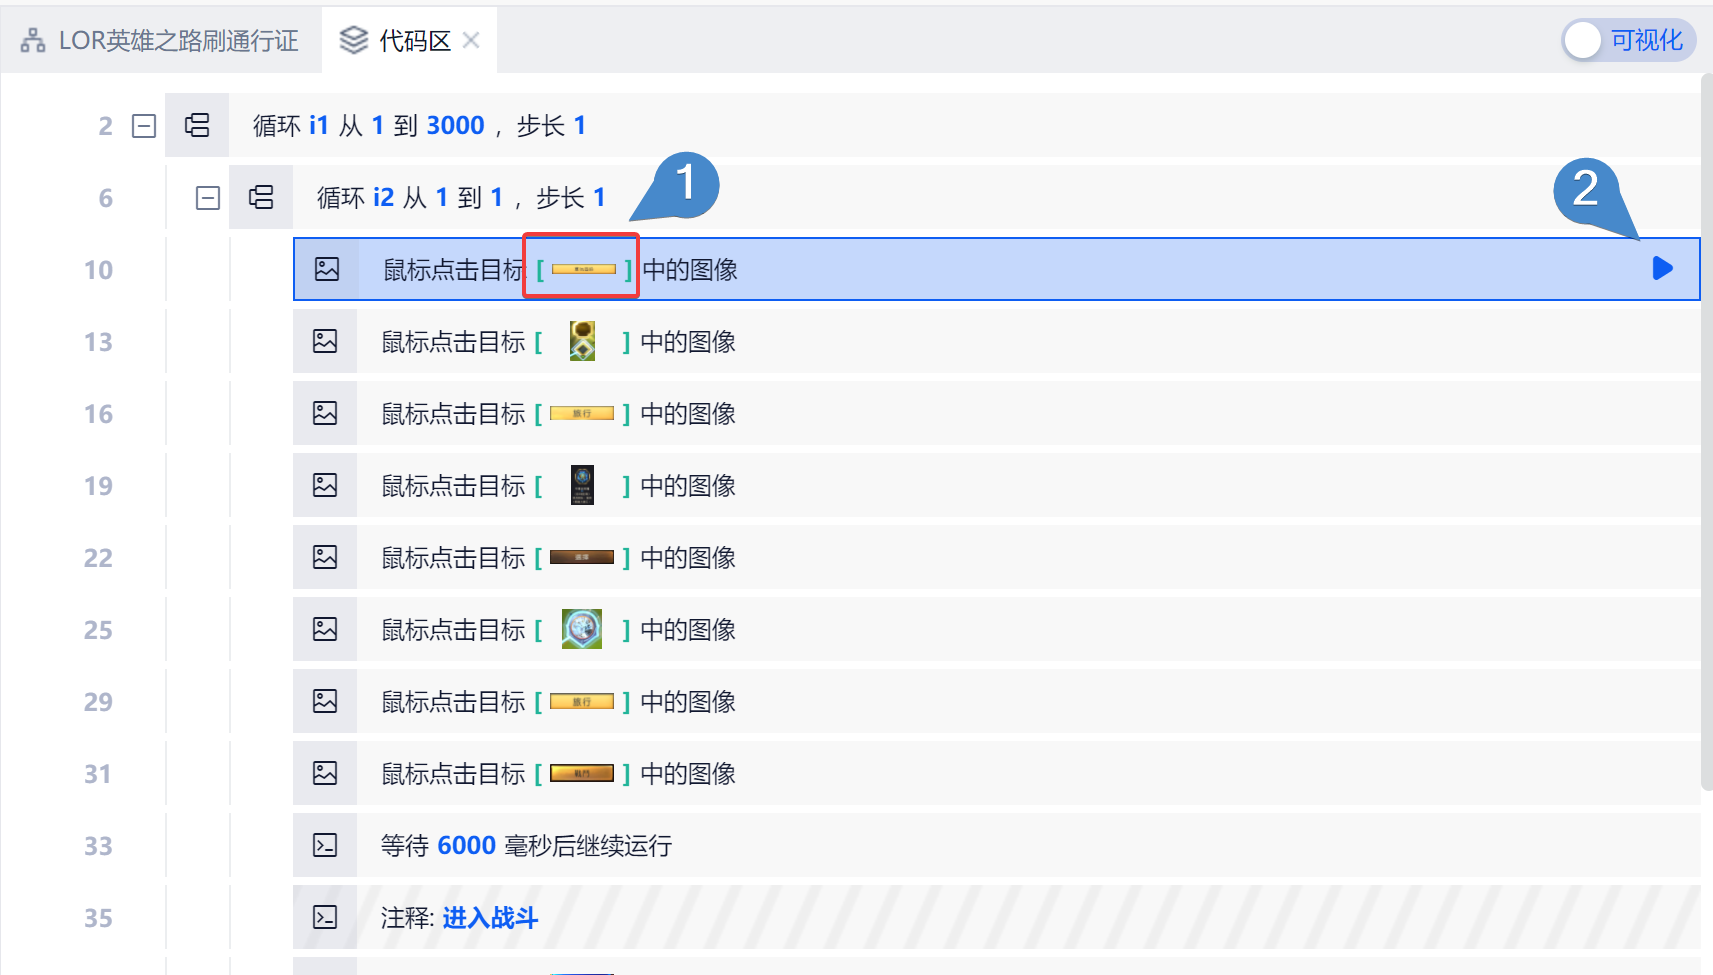 LOR英雄之路刷通行证 代码区 可视化
2 循环 i1 从 1 到 3000 ，步长 1
6 循环 i2 从 1 到 1 ，步长 1
1
2
10 鼠标点击目标 [ ] 中的图像
13 鼠标点击目标 [ ] 中的图像
16 鼠标点击目标 [ 旅行 ] 中的图像
19 鼠标点击目标 [ ] 中的图像
22 鼠标点击目标 [ ] 中的图像
25 鼠标点击目标 [ ] 中的图像
29 鼠标点击目标 [ 旅行 ] 中的图像
31 鼠标点击目标 [ 戰鬥 ] 中的图像
33 等待 6000 毫秒后继续运行
35 注释: 进入战斗